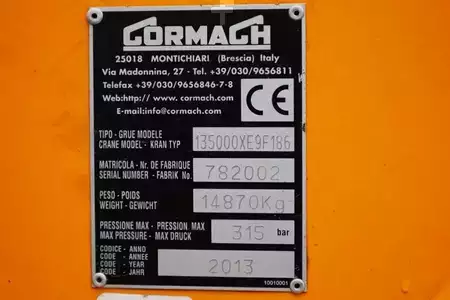 CORMACH
25018 MONTICHIARI (Brescia) Italy
Via Madannina, 27 - Tel. +39/030/9656811
Telefax +39/030/9656846-7-8
Web:http:// www. cormach.com
E-mail:info@cormach.com
CE
TIPO - GRUE MODELE
CRANE MODEL - KRAN TYP 135000XE9F186
MATRICOLA - Nr. DE FABRIQUE
SERIAL NUMBER - FABRIK No. 782002
PESO - POIDS
WEIGHT - GEWICHT 14870Kg
PRESSIONE MAX - PRESSION MAX
MAX PRESSURE - MAX DRUCK 315 bar
CODICE - ANNO
CODE - ANNEE
CODE - YEAR
CODE - JAHR 2013
10010001